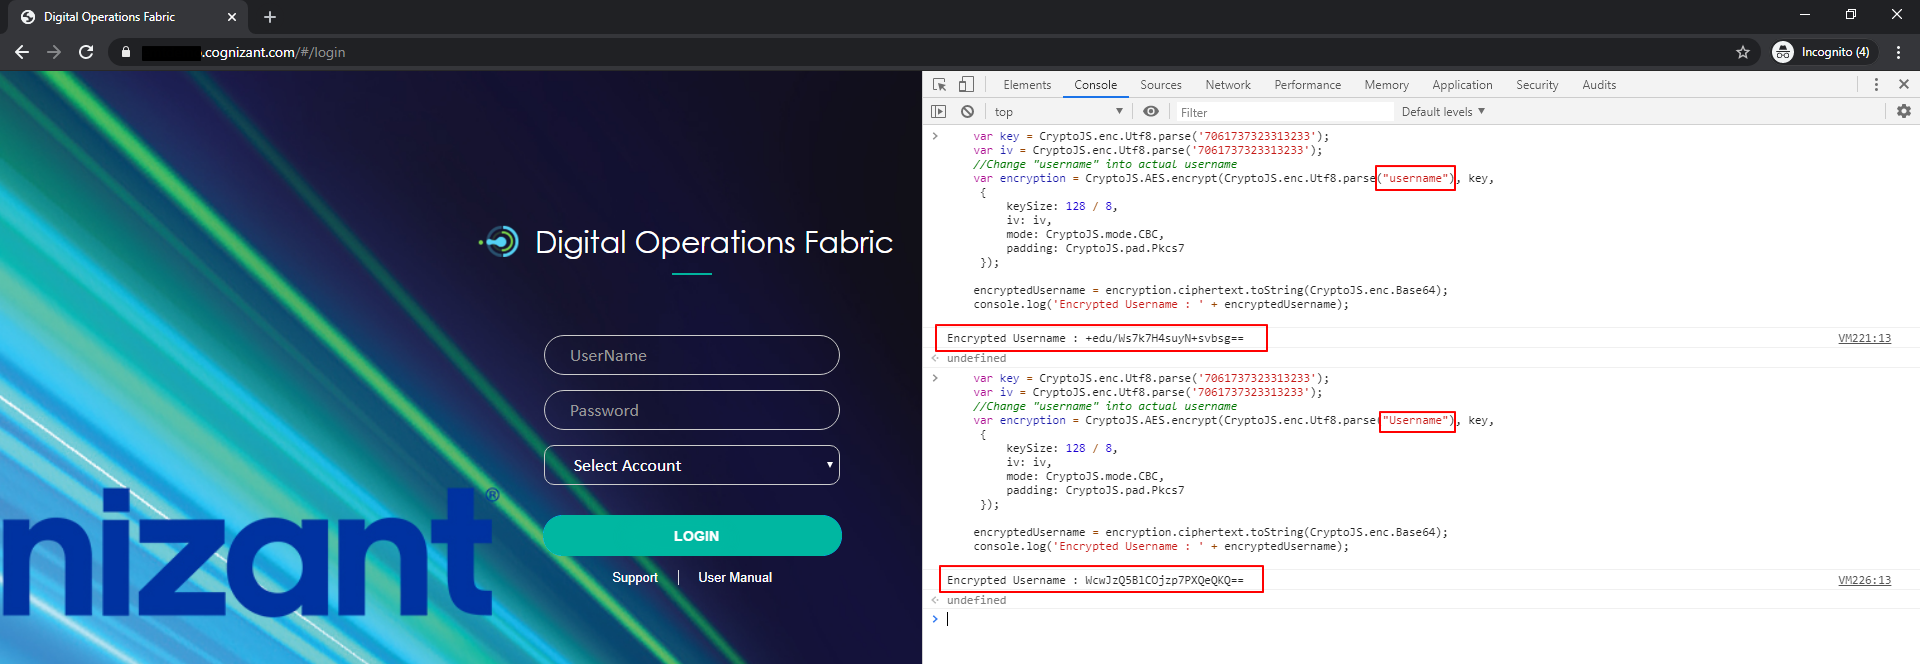 Digital Operations Fabric
.cognizant.com/#/login
Incognito (4)
Digital Operations Fabric
UserName
Password
Select Account
nizant®
LOGIN
Support | User Manual
Elements Console Sources Network Performance Memory Application Security Audits
top Filter Default levels
var key = CryptoJS.enc.Utf8.parse('7061737323313233');
var iv = CryptoJS.enc.Utf8.parse('7061737323313233');
//Change "username" into actual username
var encryption = CryptoJS.AES.encrypt(CryptoJS.enc.Utf8.parse("username"), key,
{
keySize: 128 / 8,
iv: iv,
mode: CryptoJS.mode.CBC,
padding: CryptoJS.pad.Pkcs7
});
encryptedUsername = encryption.ciphertext.toString(CryptoJS.enc.Base64);
console.log('Encrypted Username : ' + encryptedUsername);
Encrypted Username : +edu/Ws7k7H4suyN+svbsg== VM221:13
undefined
var key = CryptoJS.enc.Utf8.parse('7061737323313233');
var iv = CryptoJS.enc.Utf8.parse('7061737323313233');
//Change "username" into actual username
var encryption = CryptoJS.AES.encrypt(CryptoJS.enc.Utf8.parse("Username"), key,
{
keySize: 128 / 8,
iv: iv,
mode: CryptoJS.mode.CBC,
padding: CryptoJS.pad.Pkcs7
});
encryptedUsername = encryption.ciphertext.toString(CryptoJS.enc.Base64);
console.log('Encrypted Username : ' + encryptedUsername);
Encrypted Username : WcwJzQ5BlCOjzp7PXQeQKQ== VM226:13
undefined